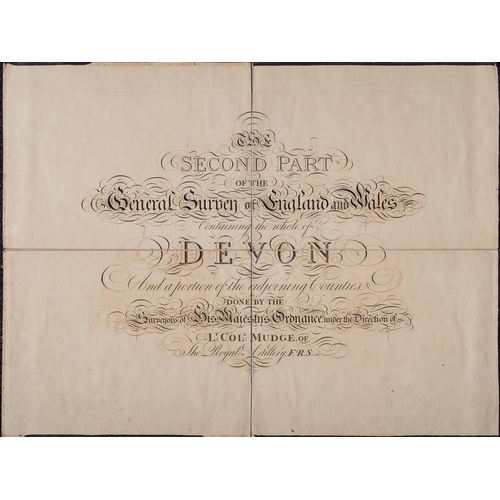 THE
SECOND PART
OF THE
General Survey of England and Wales
Containing the whole of
DEVON
And a portion of the adjoining Counties
DONE BY THE
Surveyors of His Majesty's Ordnance, under the Direction of
Lt. Col. MUDGE, OF
The Royal Artillery, F.R.S.